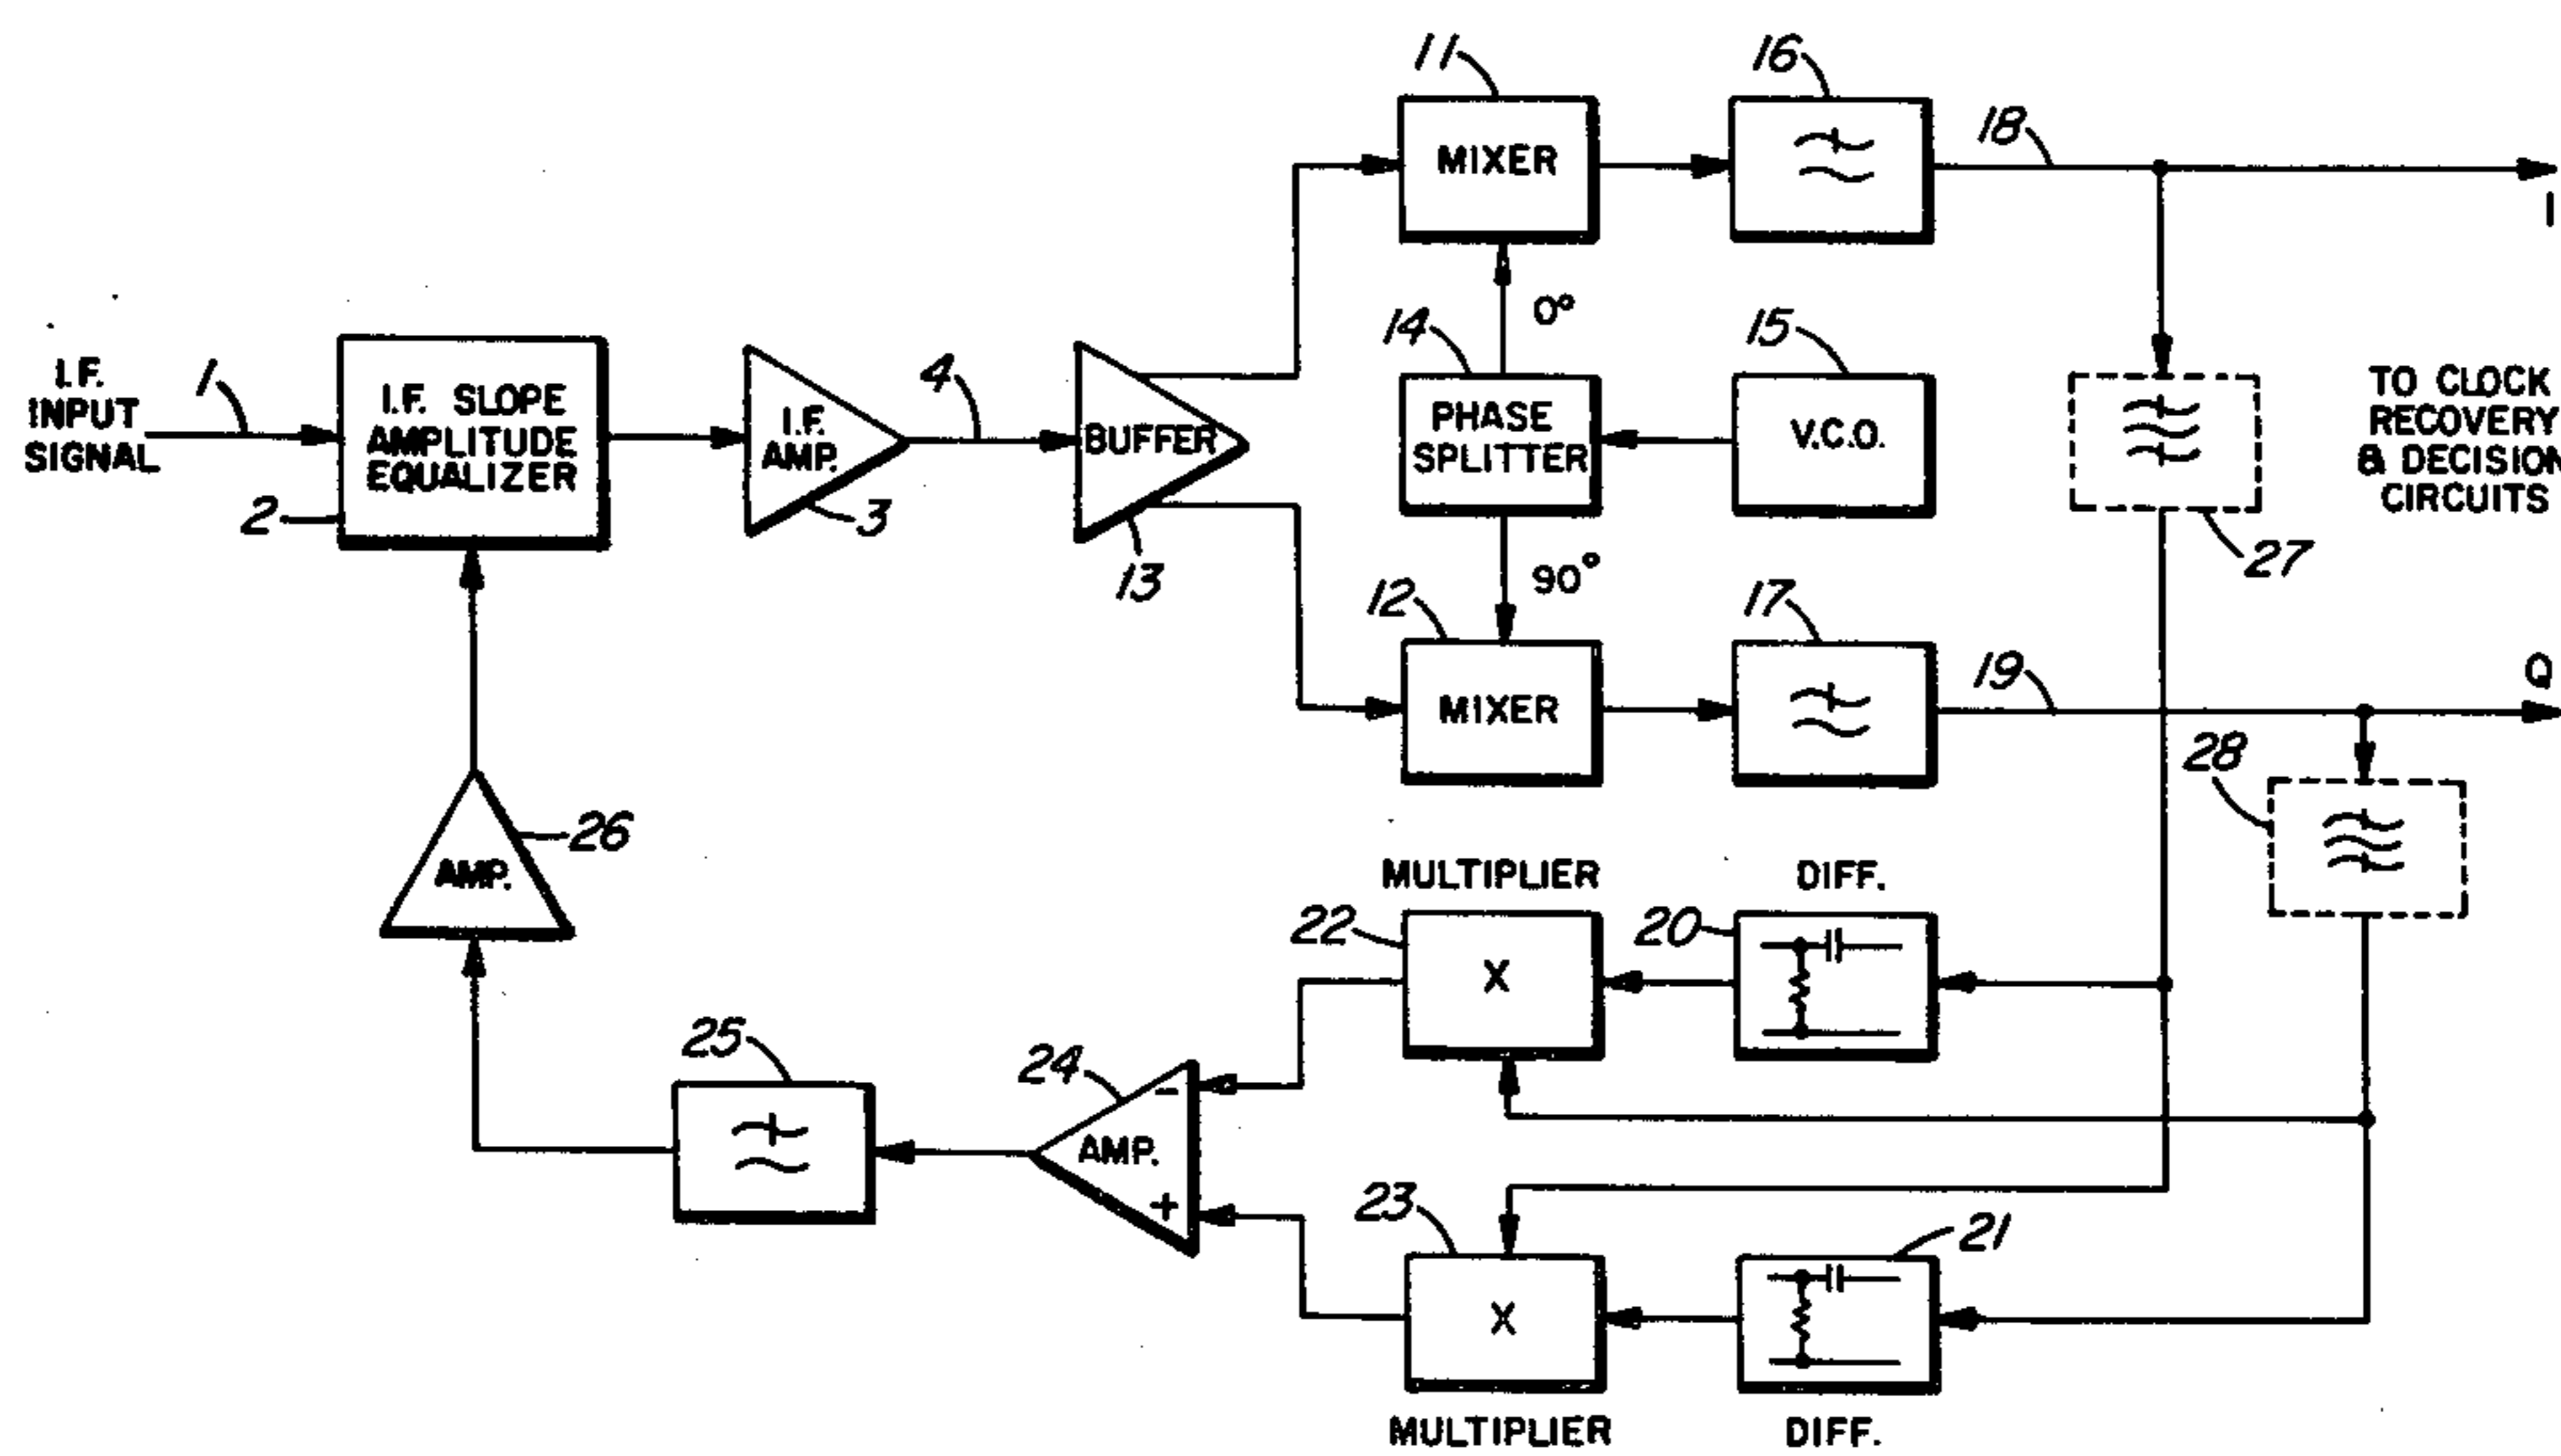 11
16
18
MIXER
I
0°
14
15
I.F.
INPUT
SIGNAL
1
I.F. SLOPE
AMPLITUDE
EQUALIZER
2
I.F.
AMP.
3
4
BUFFER
13
PHASE
SPLITTER
V.C.O.
TO CLOCK
RECOVERY
& DECISION
CIRCUITS
27
90°
12
17
19
MIXER
Q
28
26
AMP.
MULTIPLIER
DIFF.
22
X
20
25
24
-
AMP.
+
23
X
21
MULTIPLIER
DIFF.